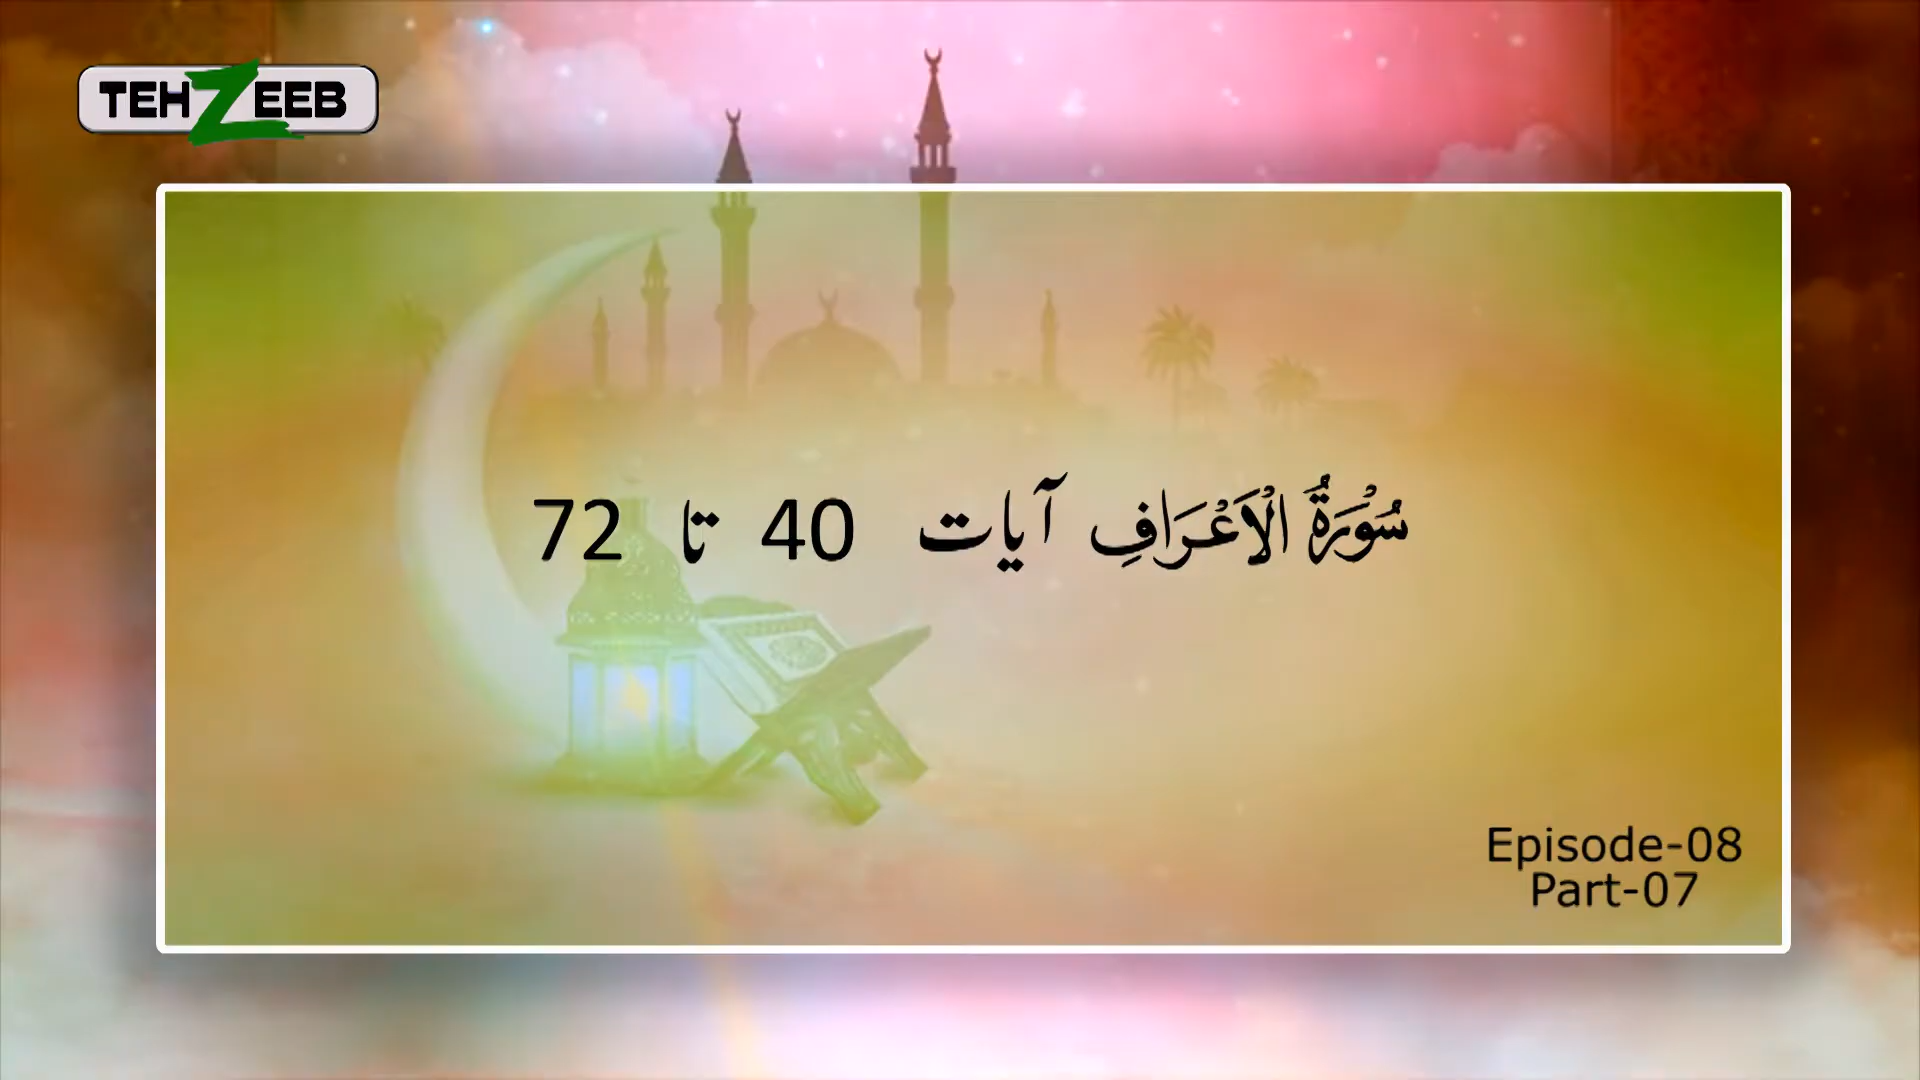 TEHZEEB
سُوْرَةُ الْاَعْرَافِ آیات 40 تا 72
Episode-08
Part-07